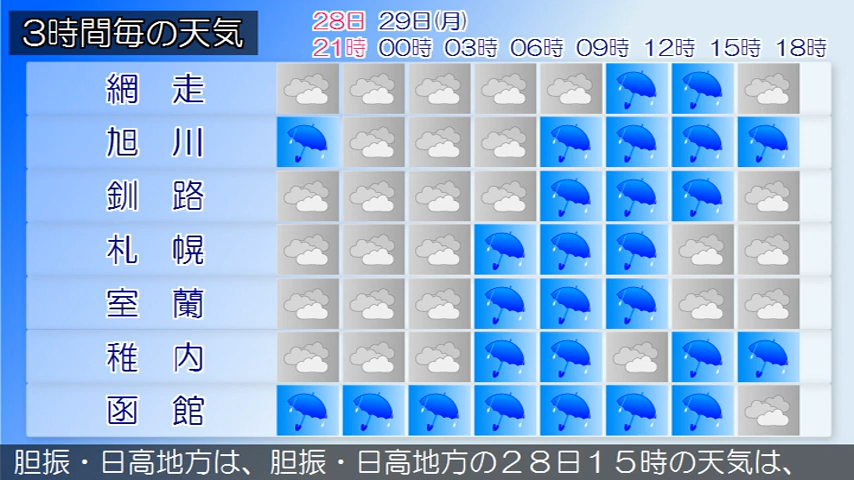 3時間毎の天気
28日 29日(月)
21時 00時 03時 06時 09時 12時 15時 18時
網走
旭川
釧路
札幌
室蘭
稚内
函館
胆振・日高地方は、胆振・日高地方の２８日１５時の天気は、